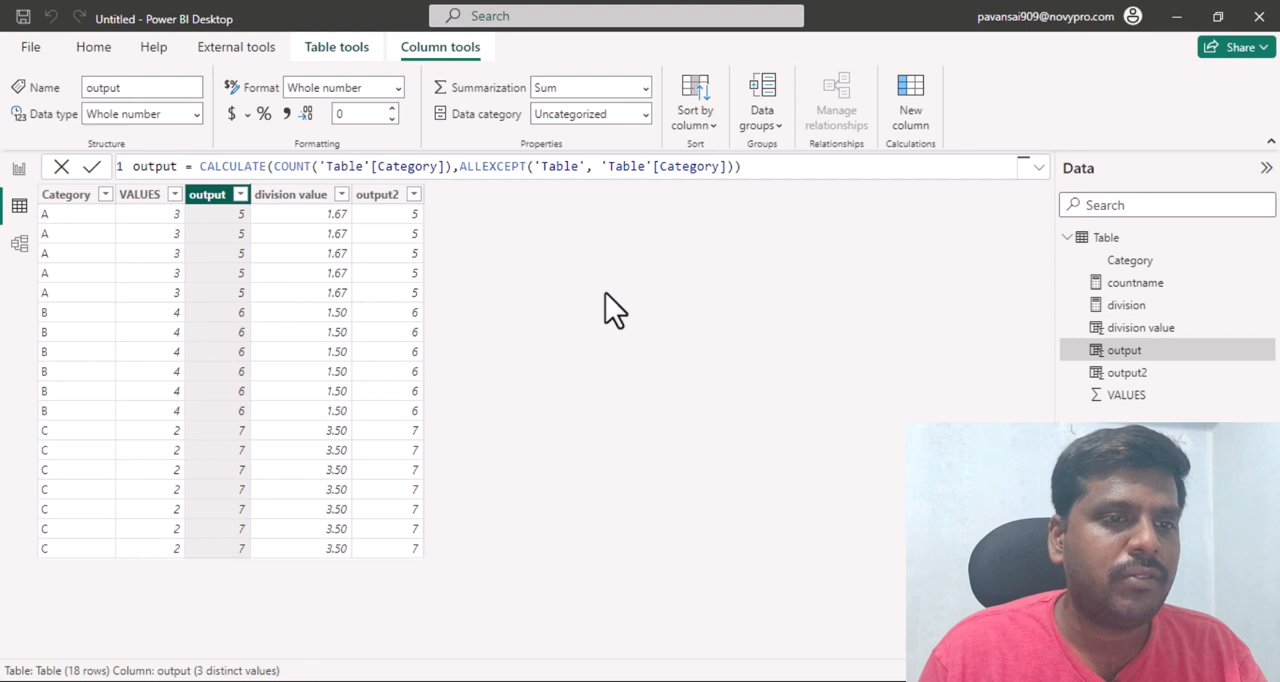 Untitled - Power BI Desktop
Search
pavansai909@novypro.com
File Home Help External tools Table tools Column tools
Share
Name output
Data type Whole number
Structure
Format Whole number
$ % 0
Formatting
Summarization Sum
Data category Uncategorized
Properties
Sort by column
Sort
Data groups
Groups
Manage relationships
Relationships
New column
Calculations
1 output = CALCULATE(COUNT('Table'[Category]),ALLEXCEPT('Table', 'Table'[Category]))
Category VALUES output division value output2
A 3 5 1.67 5
A 3 5 1.67 5
A 3 5 1.67 5
A 3 5 1.67 5
A 3 5 1.67 5
B 4 6 1.50 6
B 4 6 1.50 6
B 4 6 1.50 6
B 4 6 1.50 6
B 4 6 1.50 6
B 4 6 1.50 6
C 2 7 3.50 7
C 2 7 3.50 7
C 2 7 3.50 7
C 2 7 3.50 7
C 2 7 3.50 7
C 2 7 3.50 7
C 2 7 3.50 7
Data
Search
Table
Category
countname
division
division value
output
output2
VALUES
Table: Table (18 rows) Column: output (3 distinct values)